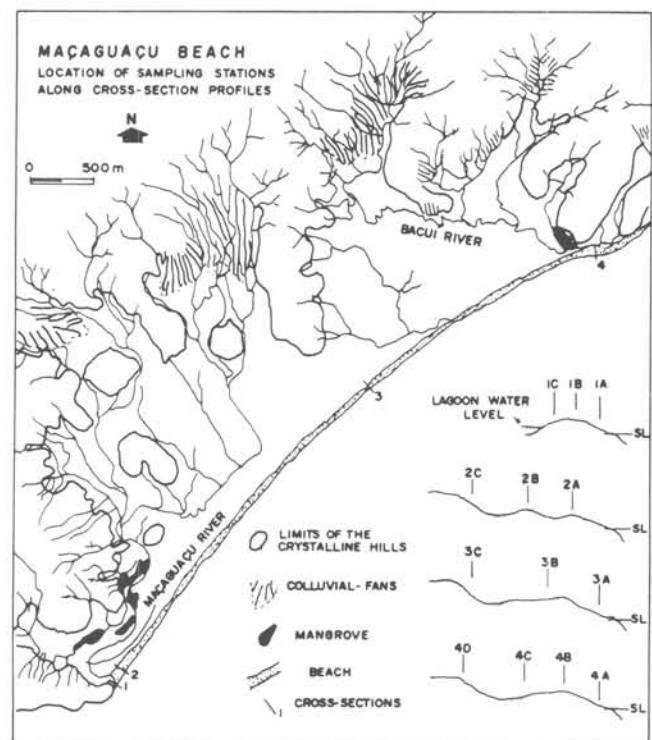 MAÇAGUAÇU BEACH
LOCATION OF SAMPLING STATIONS
ALONG CROSS-SECTION PROFILES
N
0 500 m
BACUI RIVER
4
3
1C 1B 1A
LAGOON WATER
LEVEL
SL
2C 2B 2A
SL
MAÇAGUAÇU RIVER
LIMITS OF THE
CRYSTALLINE HILLS
3C 3B 3A
SL
COLLUVIAL-FANS
MANGROVE
4D 4C 4B 4A
SL
BEACH
2
1
1 CROSS-SECTIONS